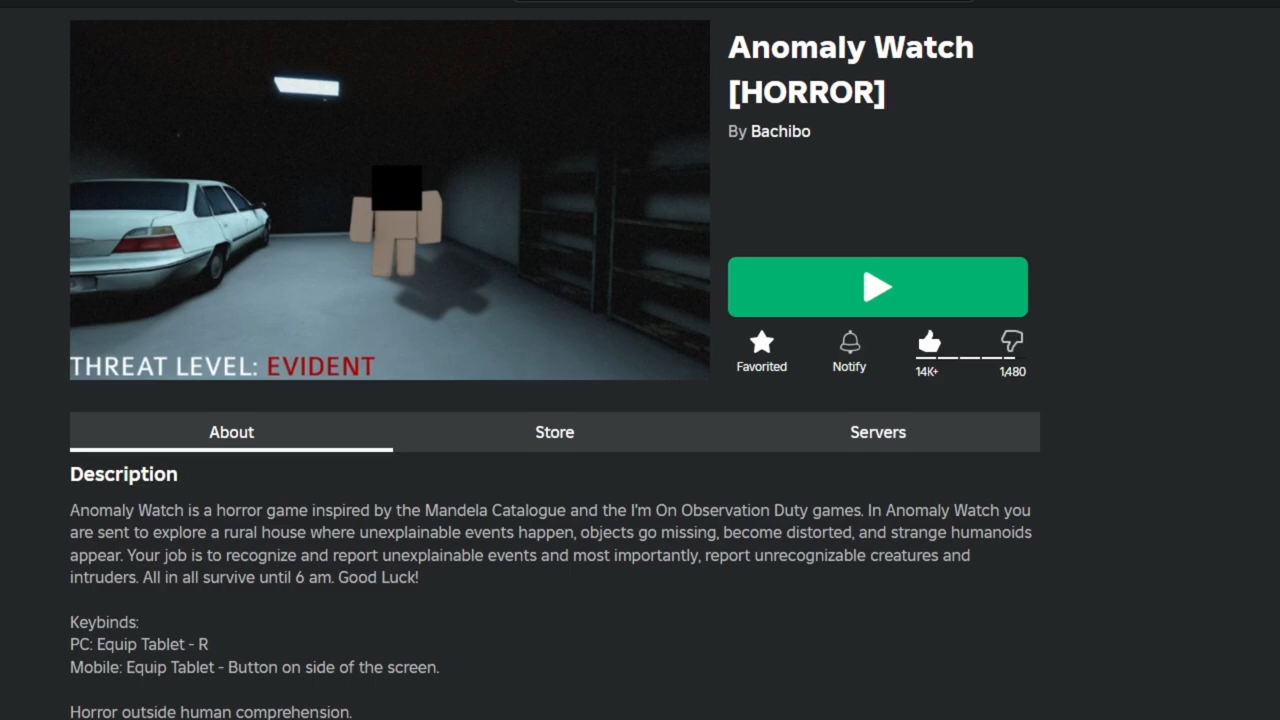 Anomaly Watch
[HORROR]
By Bachibo
Favorited
Notify
14K+
1,480
THREAT LEVEL: EVIDENT
About
Store
Servers
Description
Anomaly Watch is a horror game inspired by the Mandela Catalogue and the I'm On Observation Duty games. In Anomaly Watch you
are sent to explore a rural house where unexplainable events happen, objects go missing, become distorted, and strange humanoids
appear. Your job is to recognize and report unexplainable events and most importantly, report unrecognizable creatures and
intruders. All in all survive until 6 am. Good Luck!
Keybinds:
PC: Equip Tablet - R
Mobile: Equip Tablet - Button on side of the screen.
Horror outside human comprehension.